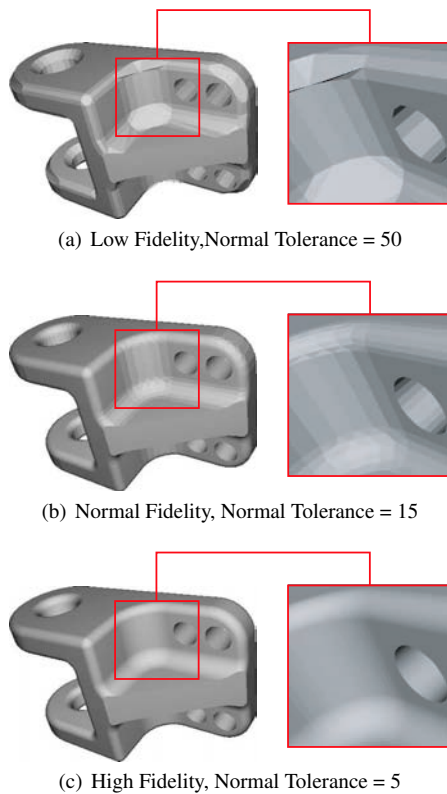 (a) Low Fidelity,Normal Tolerance = 50
(b) Normal Fidelity, Normal Tolerance = 15
(c) High Fidelity, Normal Tolerance = 5